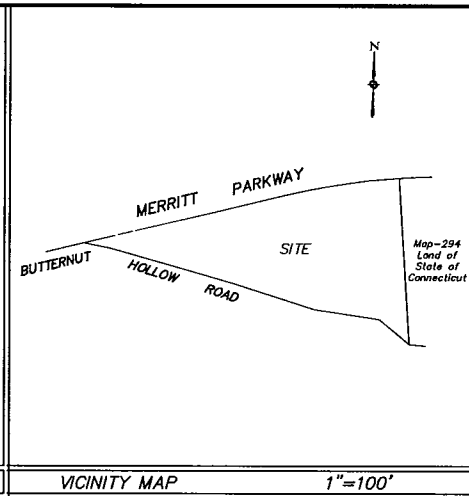 N
MERRITT PARKWAY
SITE
Map-294
Land of
State of
Connecticut
BUTTERNUT HOLLOW ROAD
VICINITY MAP 1"=100'